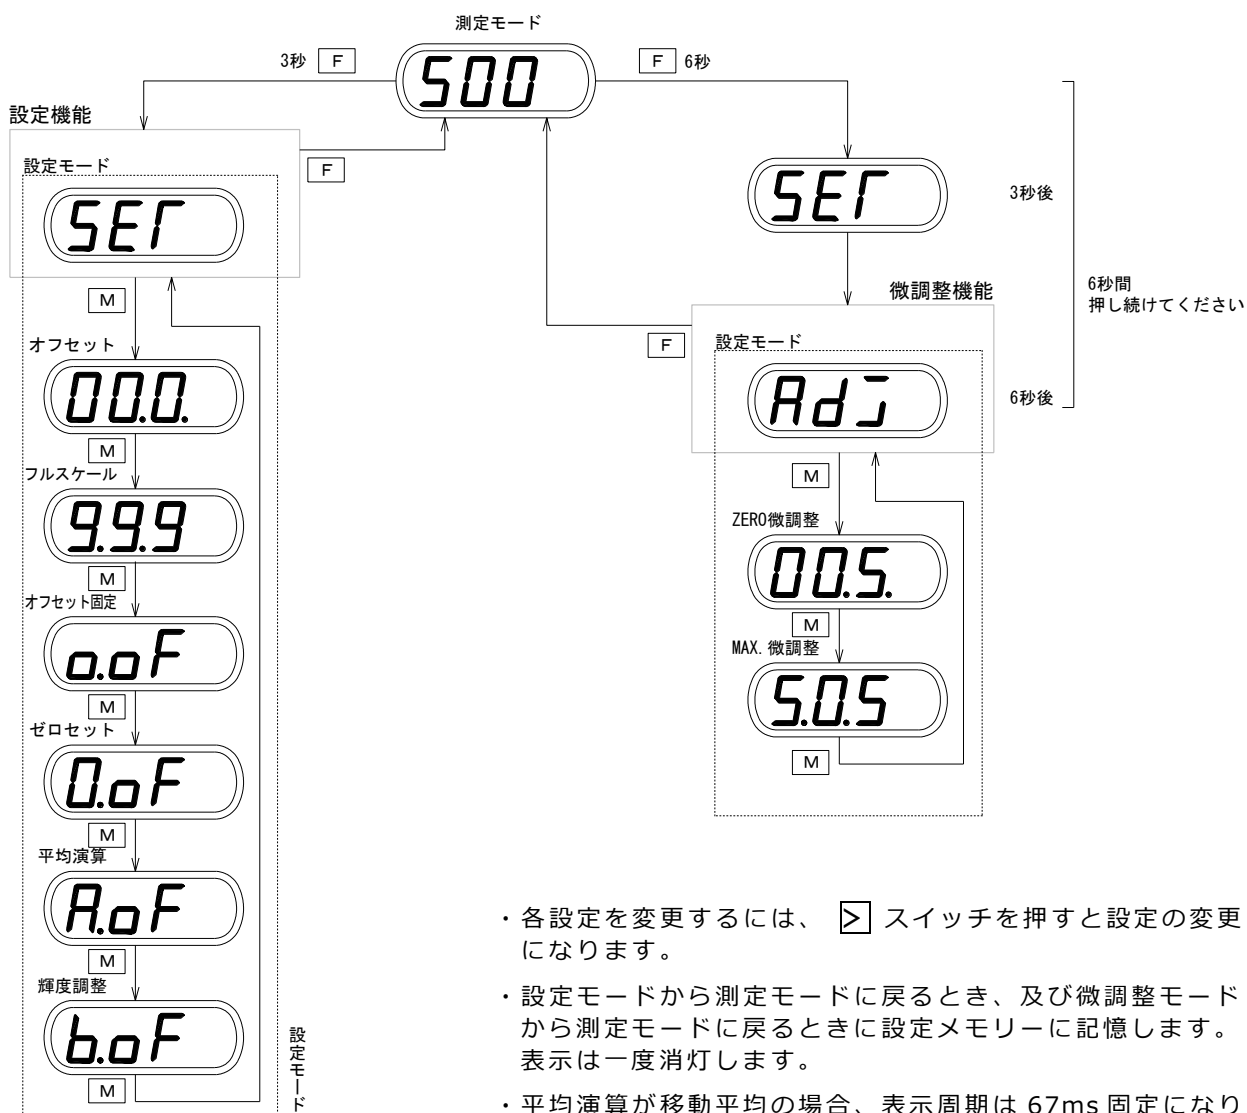 測定モード
3秒 F
500
F 6秒
設定機能
F
設定モード
SET
M
オフセット
00.0.
M
フルスケール
9.9.9
M
オフセット固定
o.oF
M
ゼロセット
0.oF
M
平均演算
A.oF
M
輝度調整
b.oF
M
設定モード
SET
3秒後
6秒間
押し続けてください
微調整機能
F
設定モード
AdJ
6秒後
M
ZERO微調整
00.5.
M
MAX. 微調整
5.0.5
M
・各設定を変更するには、 > スイッチを押すと設定の変更
になります。
・設定モードから測定モードに戻るとき、及び微調整モード
から測定モードに戻るときに設定メモリーに記憶します。
表示は一度消灯します。
・平均演算が移動平均の場合、表示周期は 67ms 固定になり